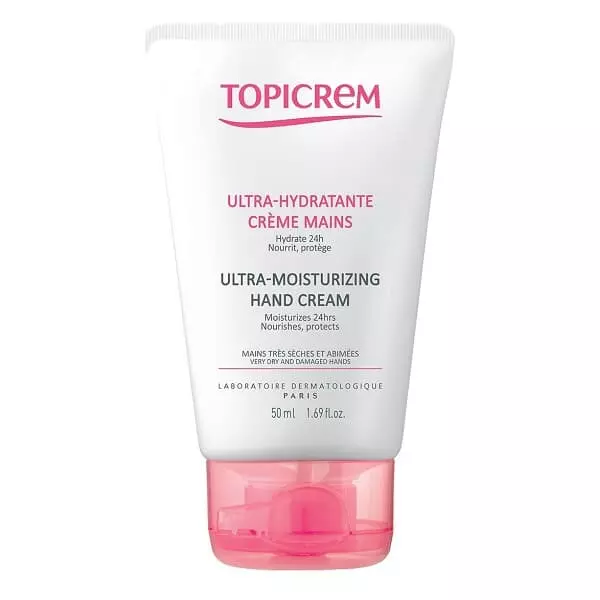 TOPICREM
ULTRA-HYDRATANTE
CRÈME MAINS
Hydrate 24h
Nourrit, protège
ULTRA-MOISTURIZING
HAND CREAM
Moisturizes 24hrs
Nourishes, protects
MAINS TRÈS SÈCHES ET ABIMÉES
VERY DRY AND DAMAGED HANDS
LABORATOIRE DERMATOLOGIQUE
PARIS
50 ml 1.69 fl.oz.